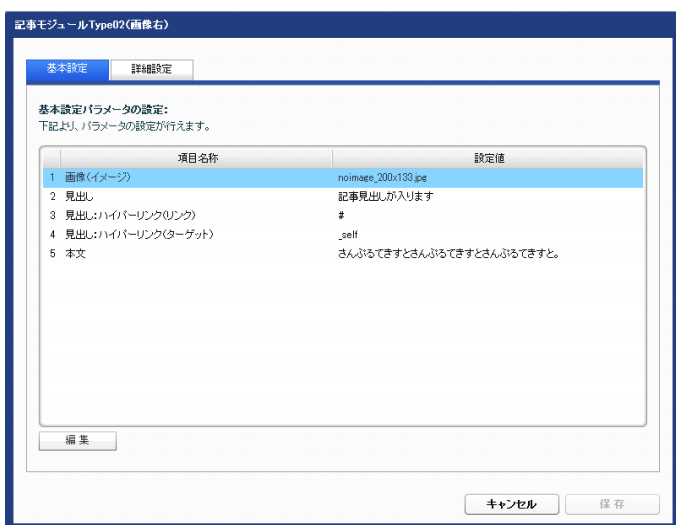 記事モジュールType02(画像右)
基本設定 詳細設定
基本設定パラメータの設定:
下記より、パラメータの設定が行えます。
項目名称 設定値
1 画像(イメージ) noimage_200x133.jpg
2 見出し 記事見出しが入ります
3 見出し:ハイパーリンク(リンク) #
4 見出し:ハイパーリンク(ターゲット) _self
5 本文 さんぷるてきすとさんぷるてきすとさんぷるてきすと。
編集
キャンセル 保存